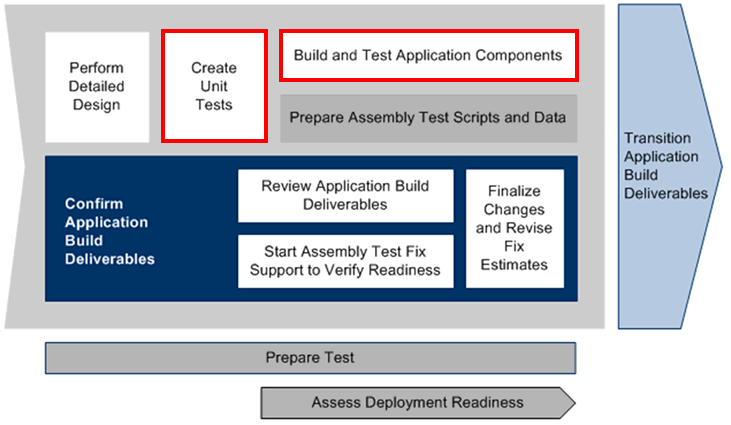 Perform
Detailed
Design
Create
Unit
Tests
Build and Test Application Components
Prepare Assembly Test Scripts and Data
Confirm
Application
Build
Deliverables
Review Application Build
Deliverables
Start Assembly Test Fix
Support to Verify Readiness
Finalize
Changes
and Revise
Fix
Estimates
Transition
Application
Build
Deliverables
Prepare Test
Assess Deployment Readiness